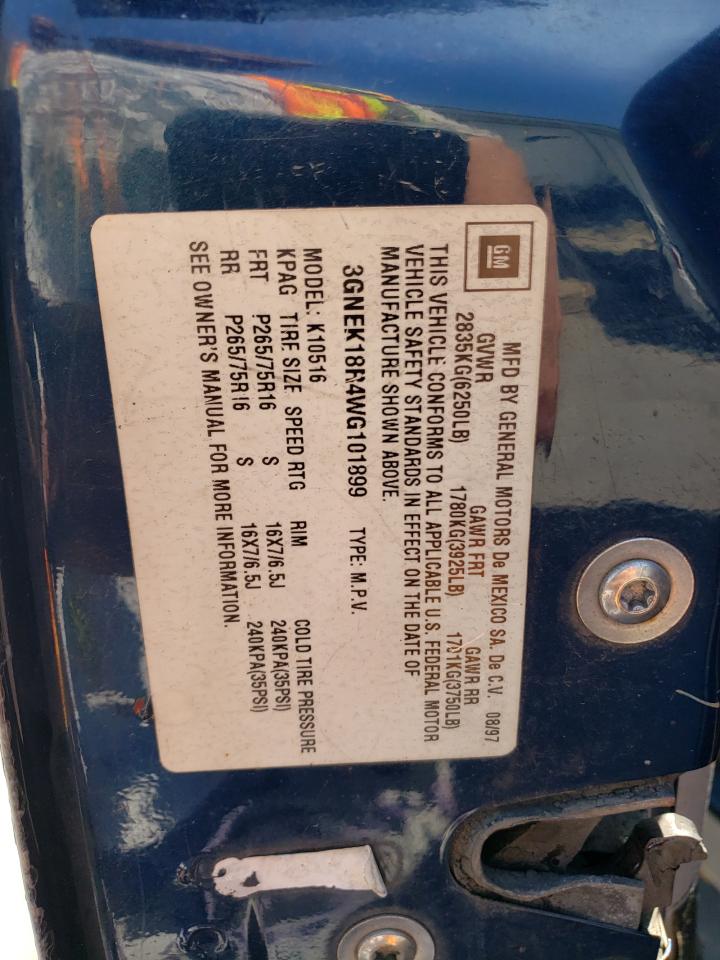 GM
MFD BY GENERAL MOTORS De MEXICO SA. De C.V. 08/97
GVWR GAWR FRT GAWR RR
2835KG(6250LB) 1780KG(3925LB) 1701KG(3750LB)
THIS VEHICLE CONFORMS TO ALL APPLICABLE U.S. FEDERAL MOTOR
VEHICLE SAFETY STANDARDS IN EFFECT ON THE DATE OF
MANUFACTURE SHOWN ABOVE.
3GNEK18R4WG101899 TYPE: M.P.V.
MODEL: K10516
KPAG TIRE SIZE SPEED RTG RIM COLD TIRE PRESSURE
FRT P265/75R16 S 16X7/6.5J 240KPA(35PSI)
RR P265/75R16 S 16X7/6.5J 240KPA(35PSI)
SEE OWNER'S MANUAL FOR MORE INFORMATION.